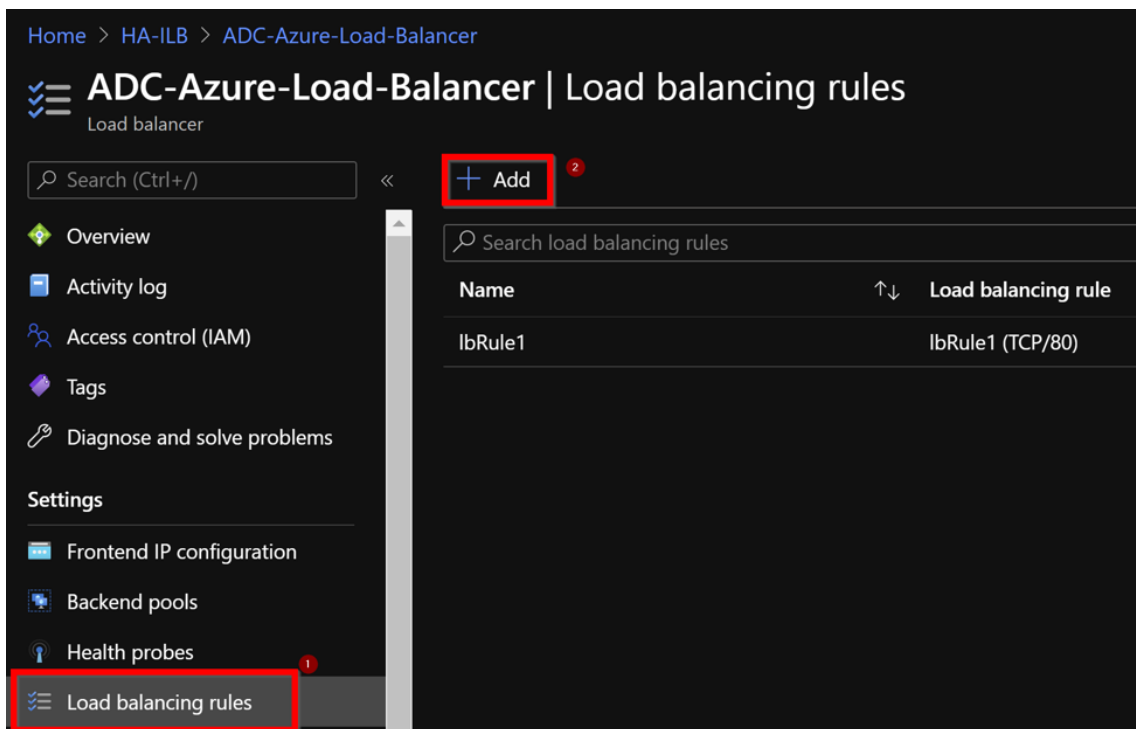 Home > HA-ILB > ADC-Azure-Load-Balancer
ADC-Azure-Load-Balancer | Load balancing rules
Load balancer
Search (Ctrl+/)
«
+ Add
2
Overview
Search load balancing rules
Activity log
Name ↑↓ Load balancing rule
Access control (IAM)
lbRule1 lbRule1 (TCP/80)
Tags
Diagnose and solve problems
Settings
Frontend IP configuration
Backend pools
Health probes
1
Load balancing rules